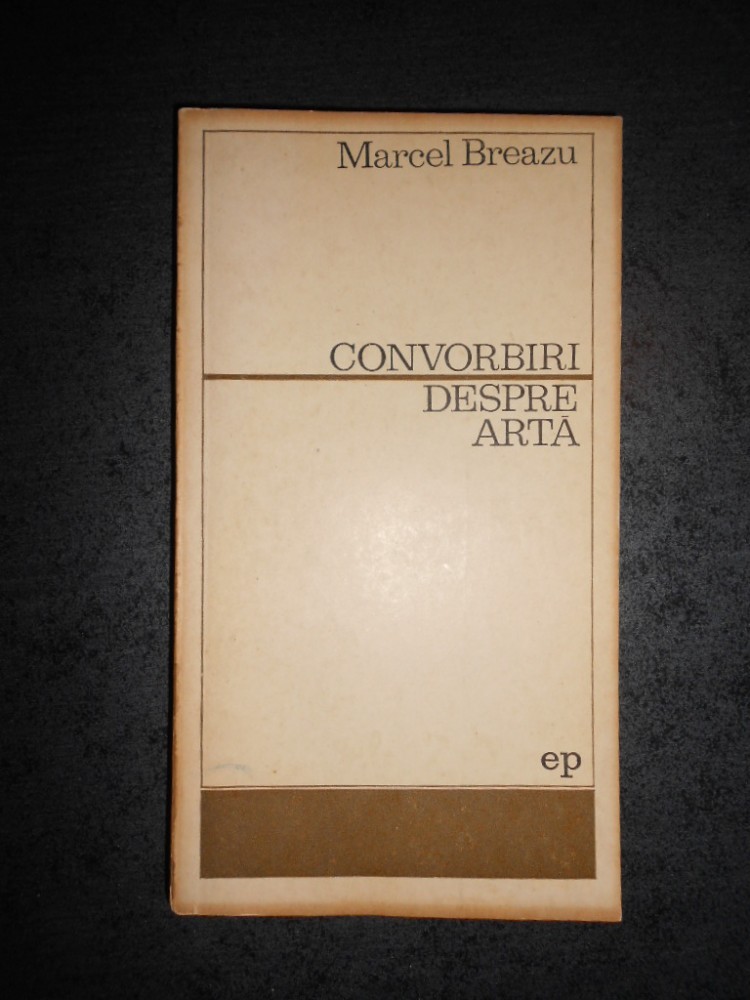 Marcel Breazu
CONVORBIRI
DESPRE
ARTĂ
ep